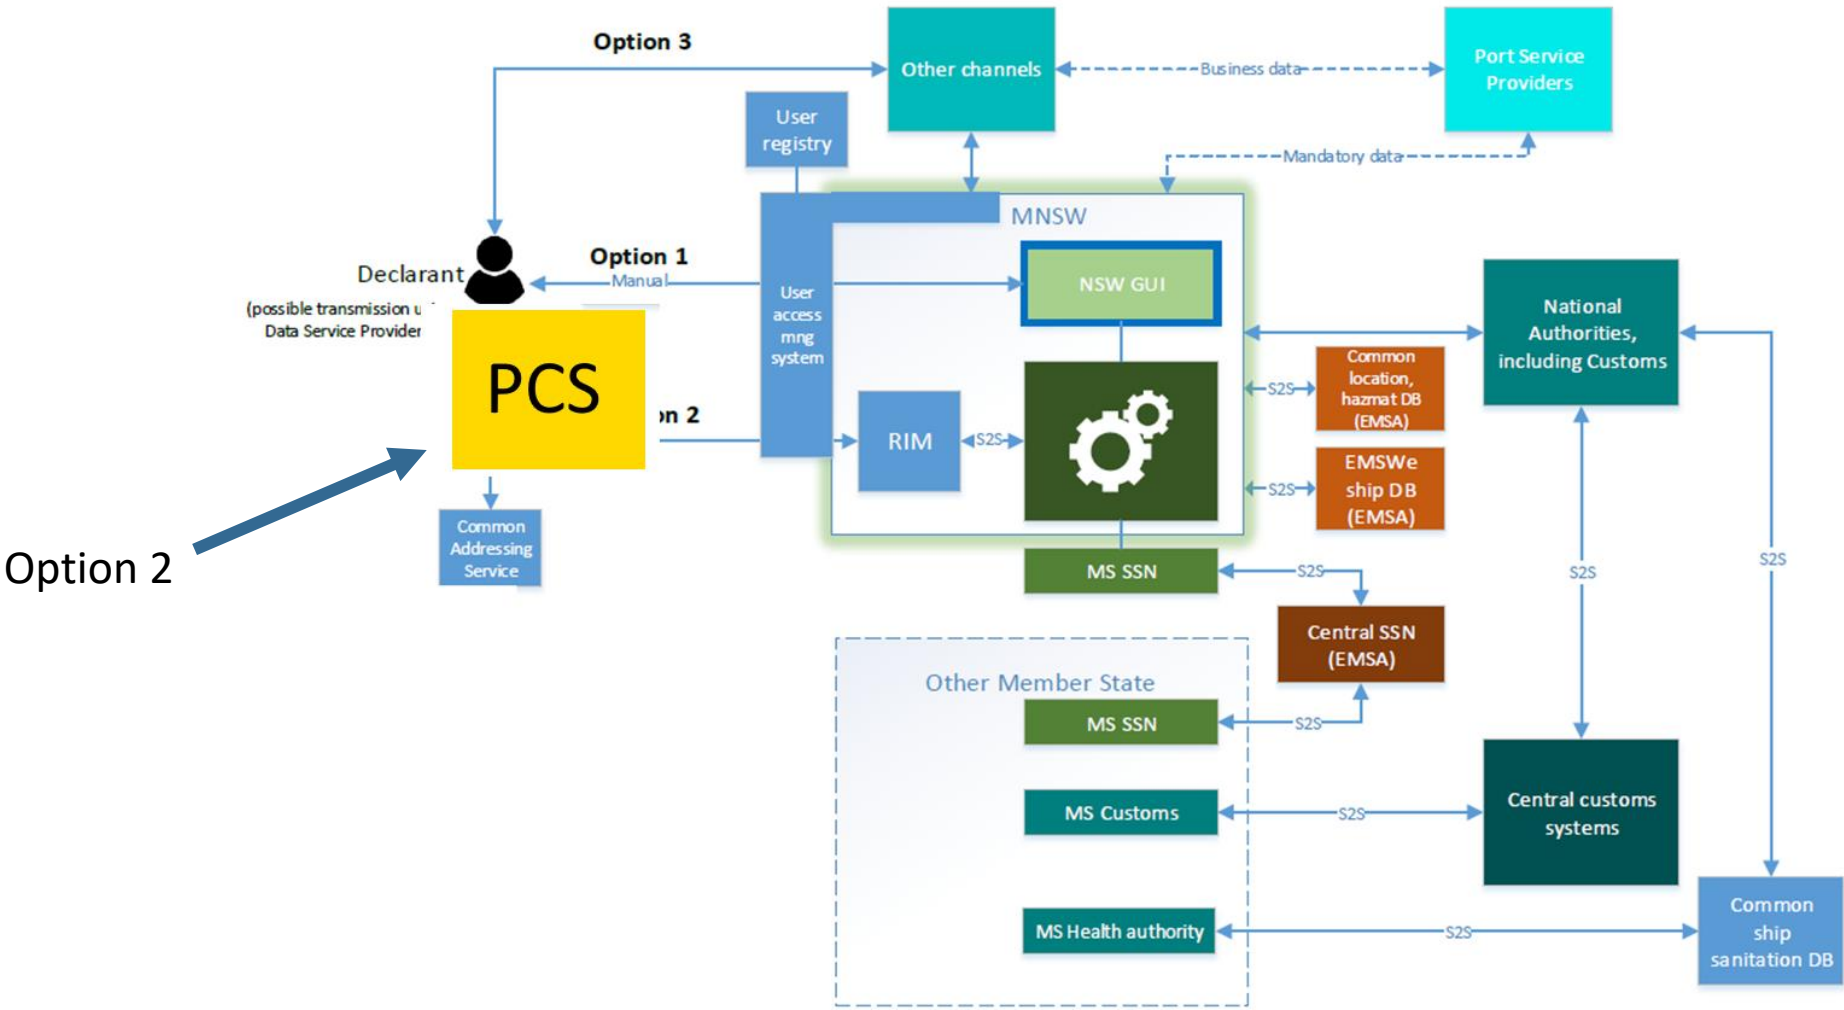 Option 3
Other channels
Business data
Port Service
Providers
User
registry
Mandatory data
MNSW
Option 1
Manual
Declarant
(possible transmission u
Data Service Provider
User
access
mng
system
NSW GUI
National
Authorities,
including Customs
PCS
on 2
RIM
S2S
S2S
Common
location,
hazmat DB
(EMSA)
S2S
EMSWe
ship DB
(EMSA)
Common
Addressing
Service
Option 2
MS SSN
S2S
S2S
S2S
Central SSN
(EMSA)
Other Member State
MS SSN
S2S
MS Customs
S2S
Central customs
systems
MS Health authority
S2S
Common
ship
sanitation DB